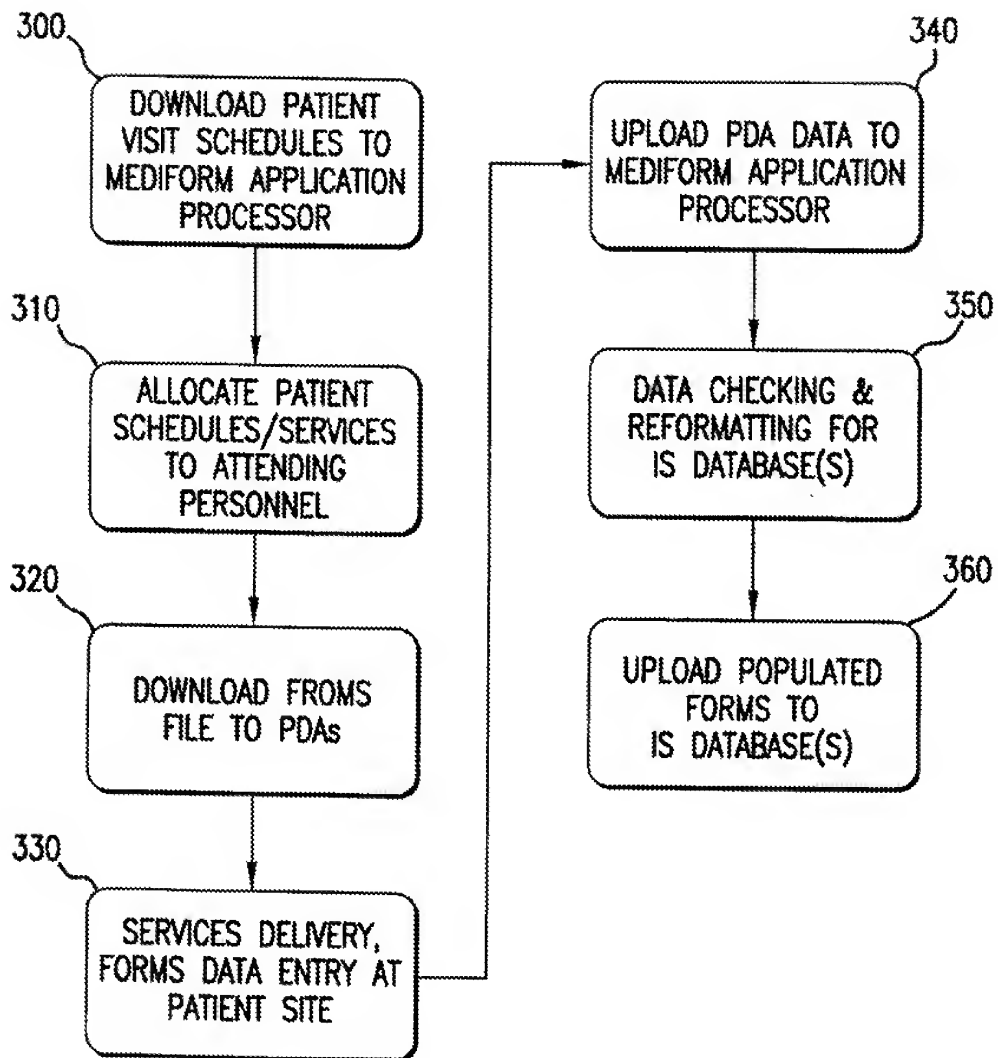 300
DOWNLOAD PATIENT
VISIT SCHEDULES TO
MEDIFORM APPLICATION
PROCESSOR
310
ALLOCATE PATIENT
SCHEDULES/SERVICES
TO ATTENDING
PERSONNEL
320
DOWNLOAD FROMS
FILE TO PDAs
330
SERVICES DELIVERY,
FORMS DATA ENTRY AT
PATIENT SITE
340
UPLOAD PDA DATA TO
MEDIFORM APPLICATION
PROCESSOR
350
DATA CHECKING &
REFORMATTING FOR
IS DATABASE(S)
360
UPLOAD POPULATED
FORMS TO
IS DATABASE(S)